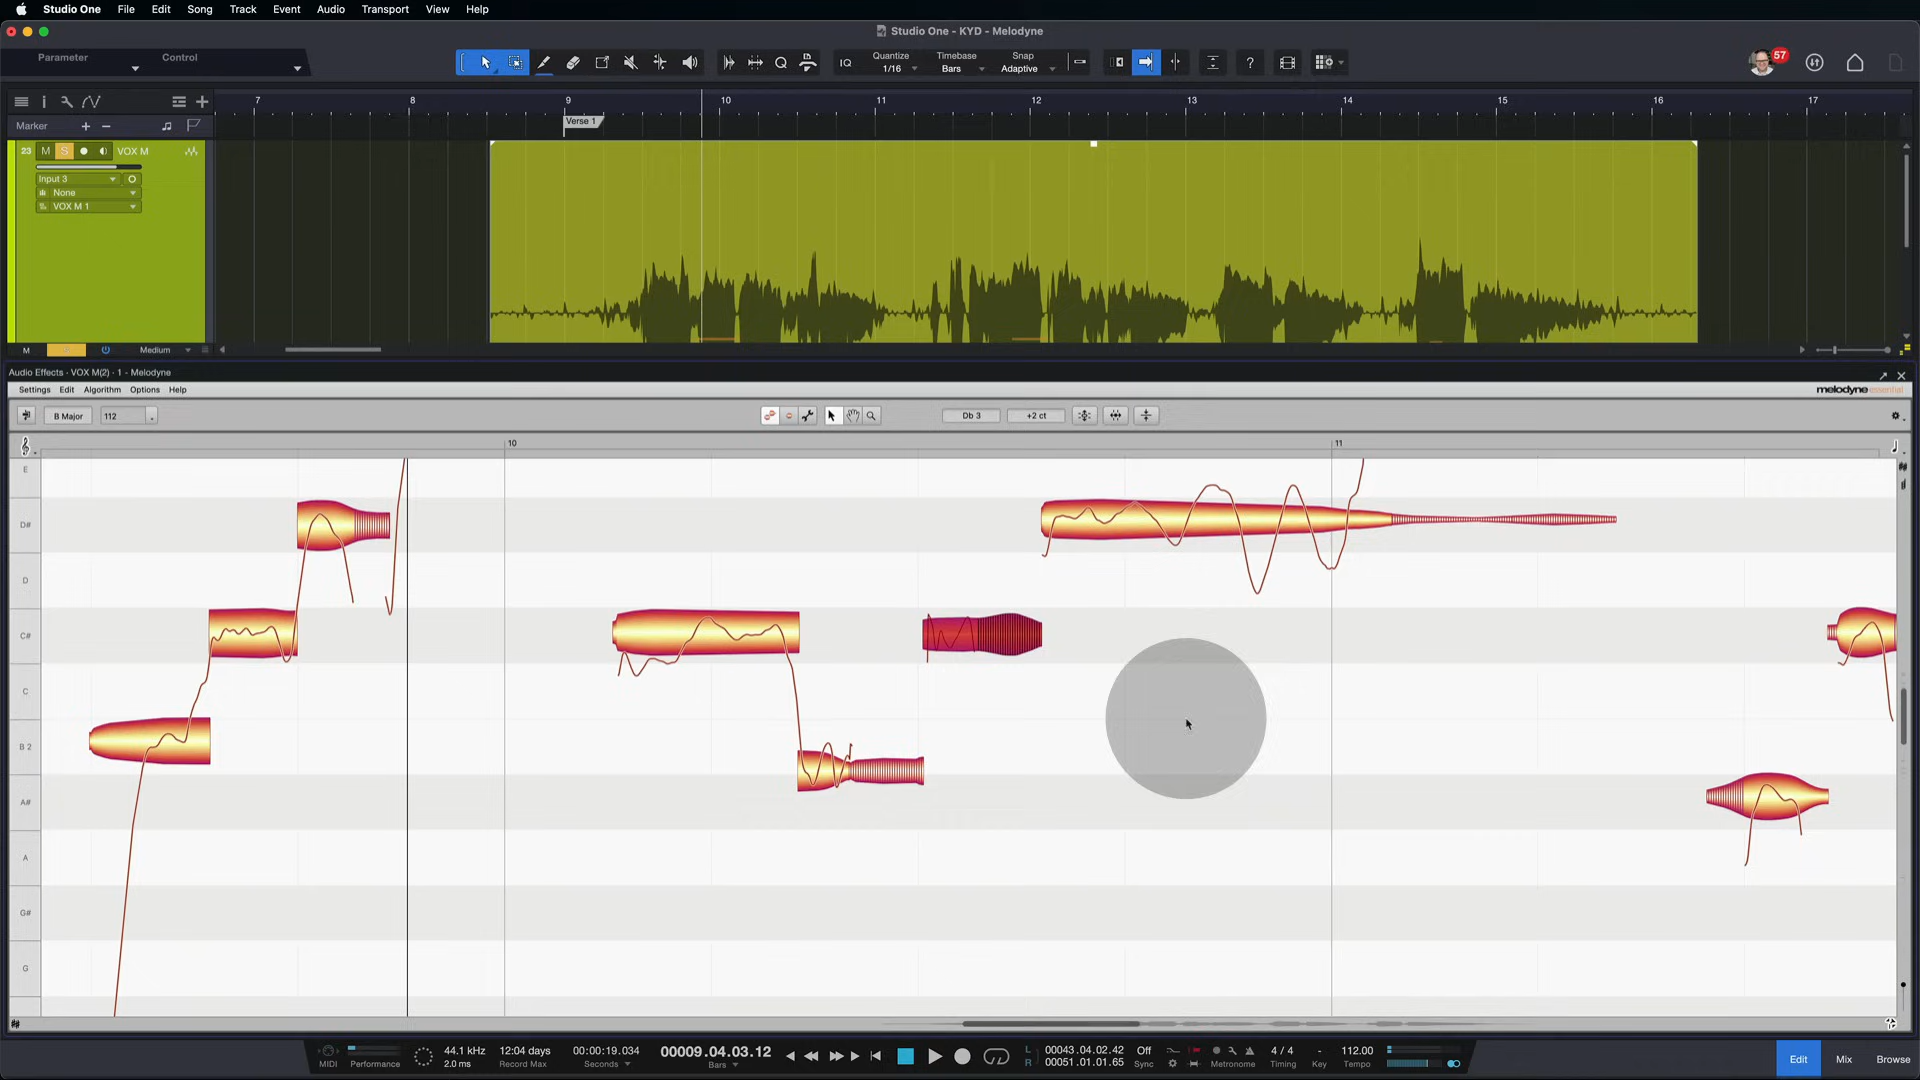 Studio One File Edit Song Track Event Audio Transport View Help
Studio One - KYD - Melodyne
Parameter Control
IQ Quantize 1/16 Timebase Bars Snap Adaptive ? 57
7 8 9 10 11 12 13 14 15 16 17
Marker + −
Verse 1
23 M S VOX M
Input 3
None
VOX M 1
M Medium
Audio Effects · VOX M(2) · 1 - Melodyne
Settings Edit Algorithm Options Help
melodyne essential
B Major 112 Db 3 +2 ct
10 11
E
D#
D
C#
C
B 2
A#
A
G#
G
MIDI Performance
44.1 kHz 2.0 ms
12:04 days Record Max
00:00:19.034 Seconds
00009.04.03.12 Bars
L 00043.04.02.42
R 00051.01.01.65
Off Sync
Metronome
4 / 4 Timing
- Key
112.00 Tempo
Edit Mix Browse